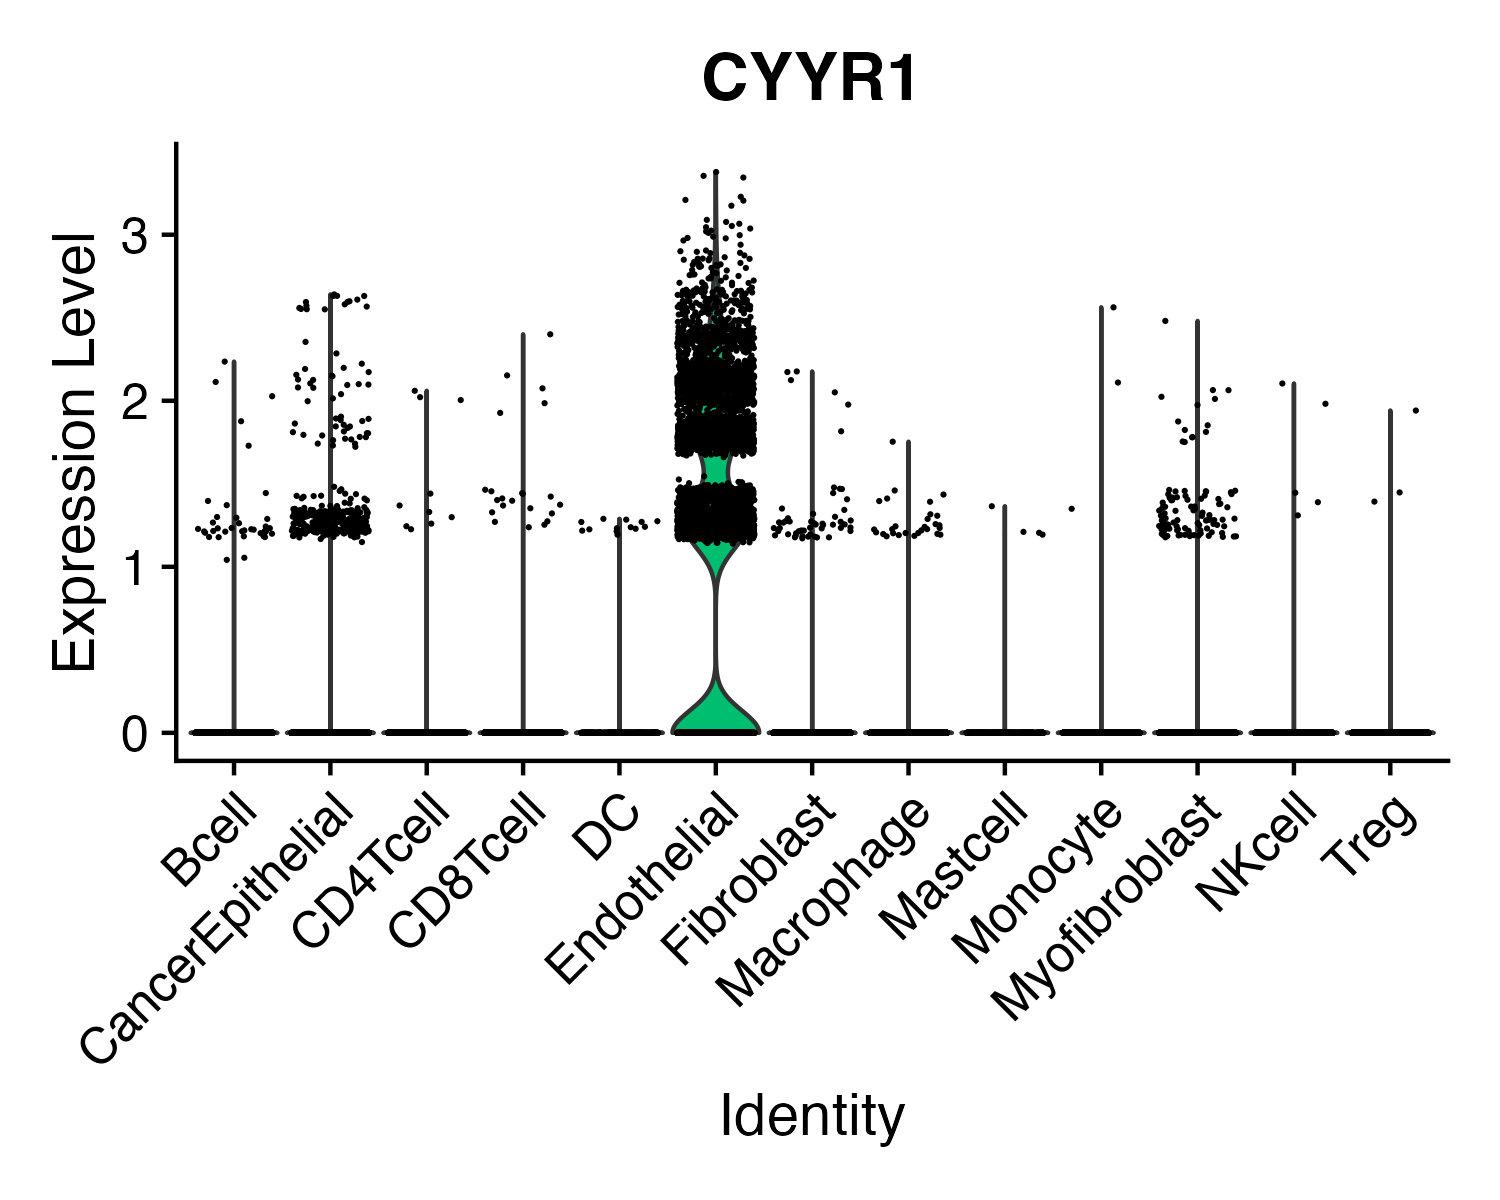 CYYR1
Expression Level
3
2
1
0
Bcell
CancerEpithelial
CD4Tcell
CD8Tcell
DC
Endothelial
Fibroblast
Macrophage
Mastcell
Monocyte
Myofibroblast
NKcell
Treg
Identity